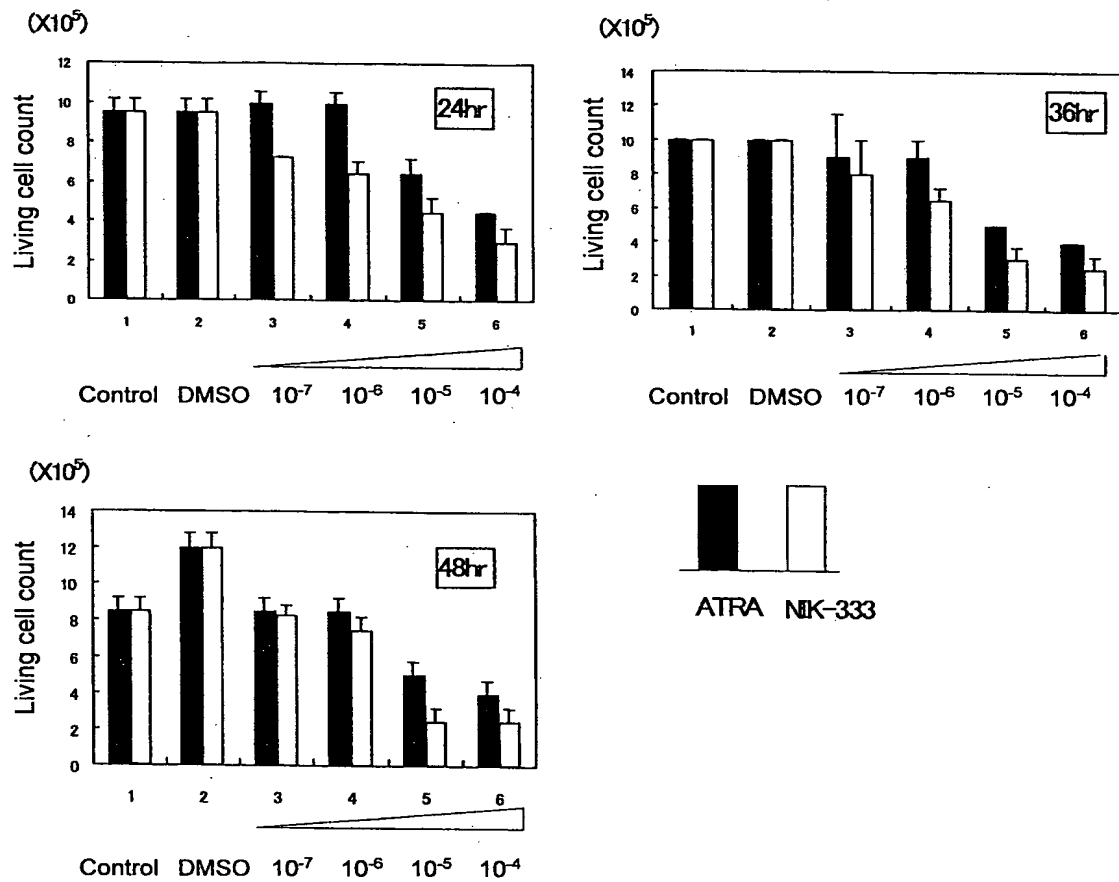 (X10⁵)
Living cell count
12
10
8
6
4
2
0
24hr
1 2 3 4 5 6
Control DMSO 10⁻⁷ 10⁻⁶ 10⁻⁵ 10⁻⁴
(X10⁵)
Living cell count
14
12
10
8
6
4
2
0
36hr
1 2 3 4 5 6
Control DMSO 10⁻⁷ 10⁻⁶ 10⁻⁵ 10⁻⁴
(X10⁵)
Living cell count
14
12
10
8
6
4
2
0
48hr
1 2 3 4 5 6
Control DMSO 10⁻⁷ 10⁻⁶ 10⁻⁵ 10⁻⁴
ATRA NIK-333